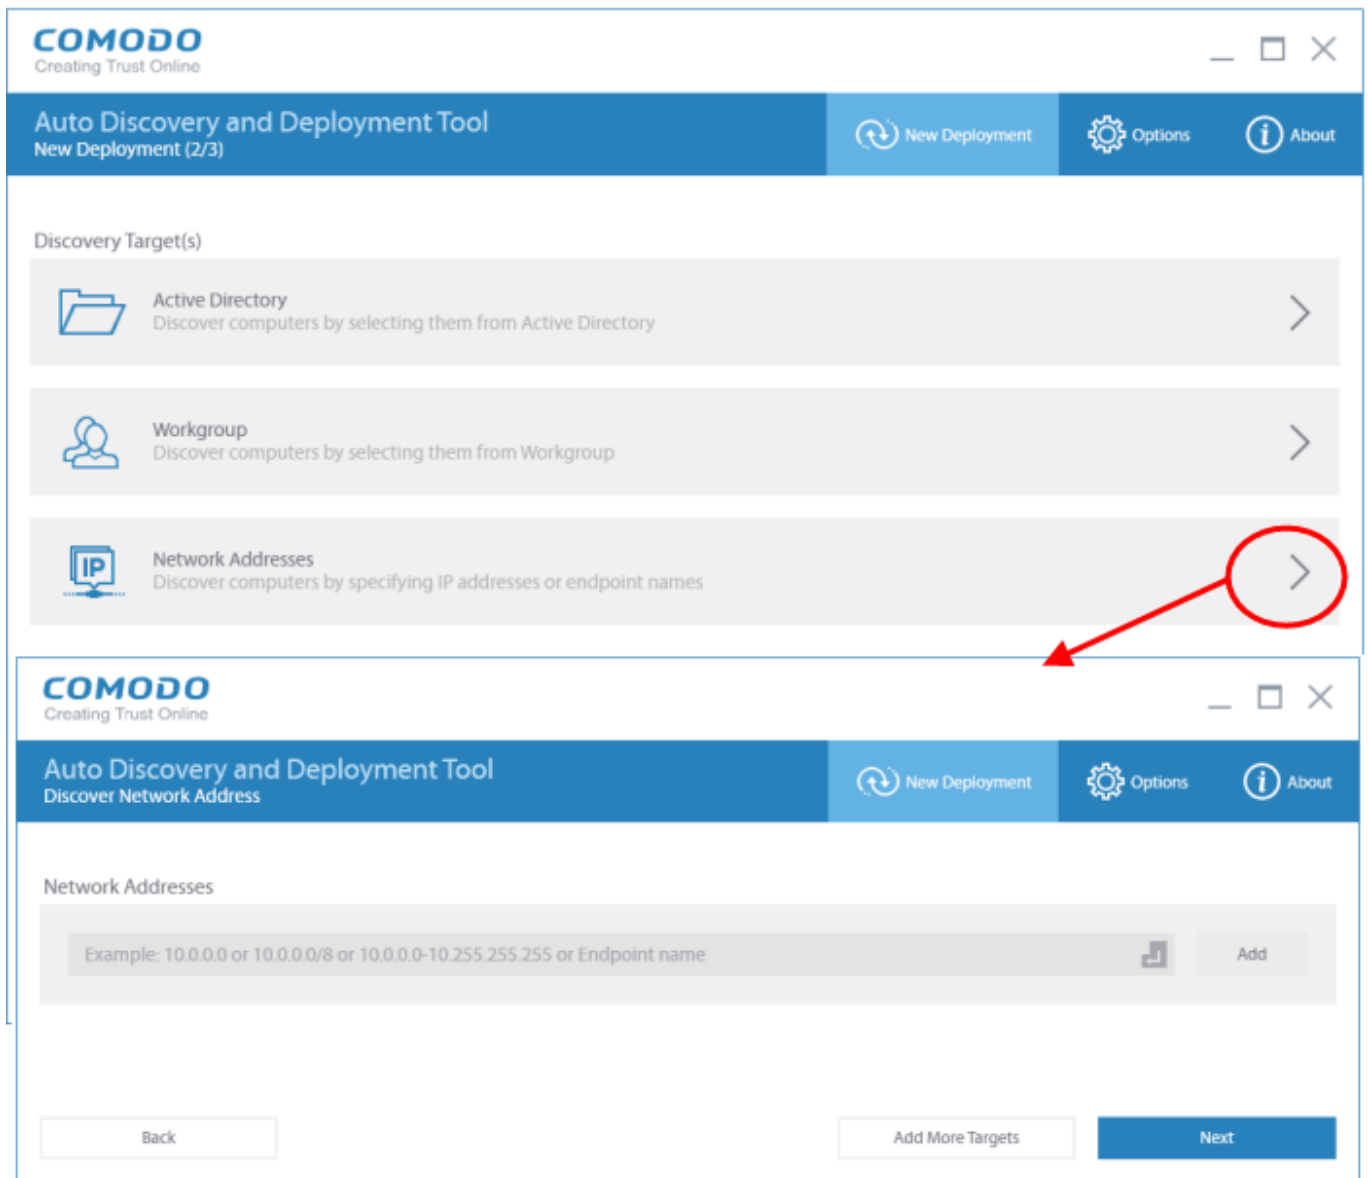 COMODO
Creating Trust Online
Auto Discovery and Deployment Tool
New Deployment (2/3)
New Deployment
Options
About
Discovery Target(s)
Active Directory
Discover computers by selecting them from Active Directory
Workgroup
Discover computers by selecting them from Workgroup
IP
Network Addresses
Discover computers by specifying IP addresses or endpoint names
COMODO
Creating Trust Online
Auto Discovery and Deployment Tool
Discover Network Address
New Deployment
Options
About
Network Addresses
Example: 10.0.0.0 or 10.0.0.0/8 or 10.0.0.0-10.255.255.255 or Endpoint name
Add
Back
Add More Targets
Next